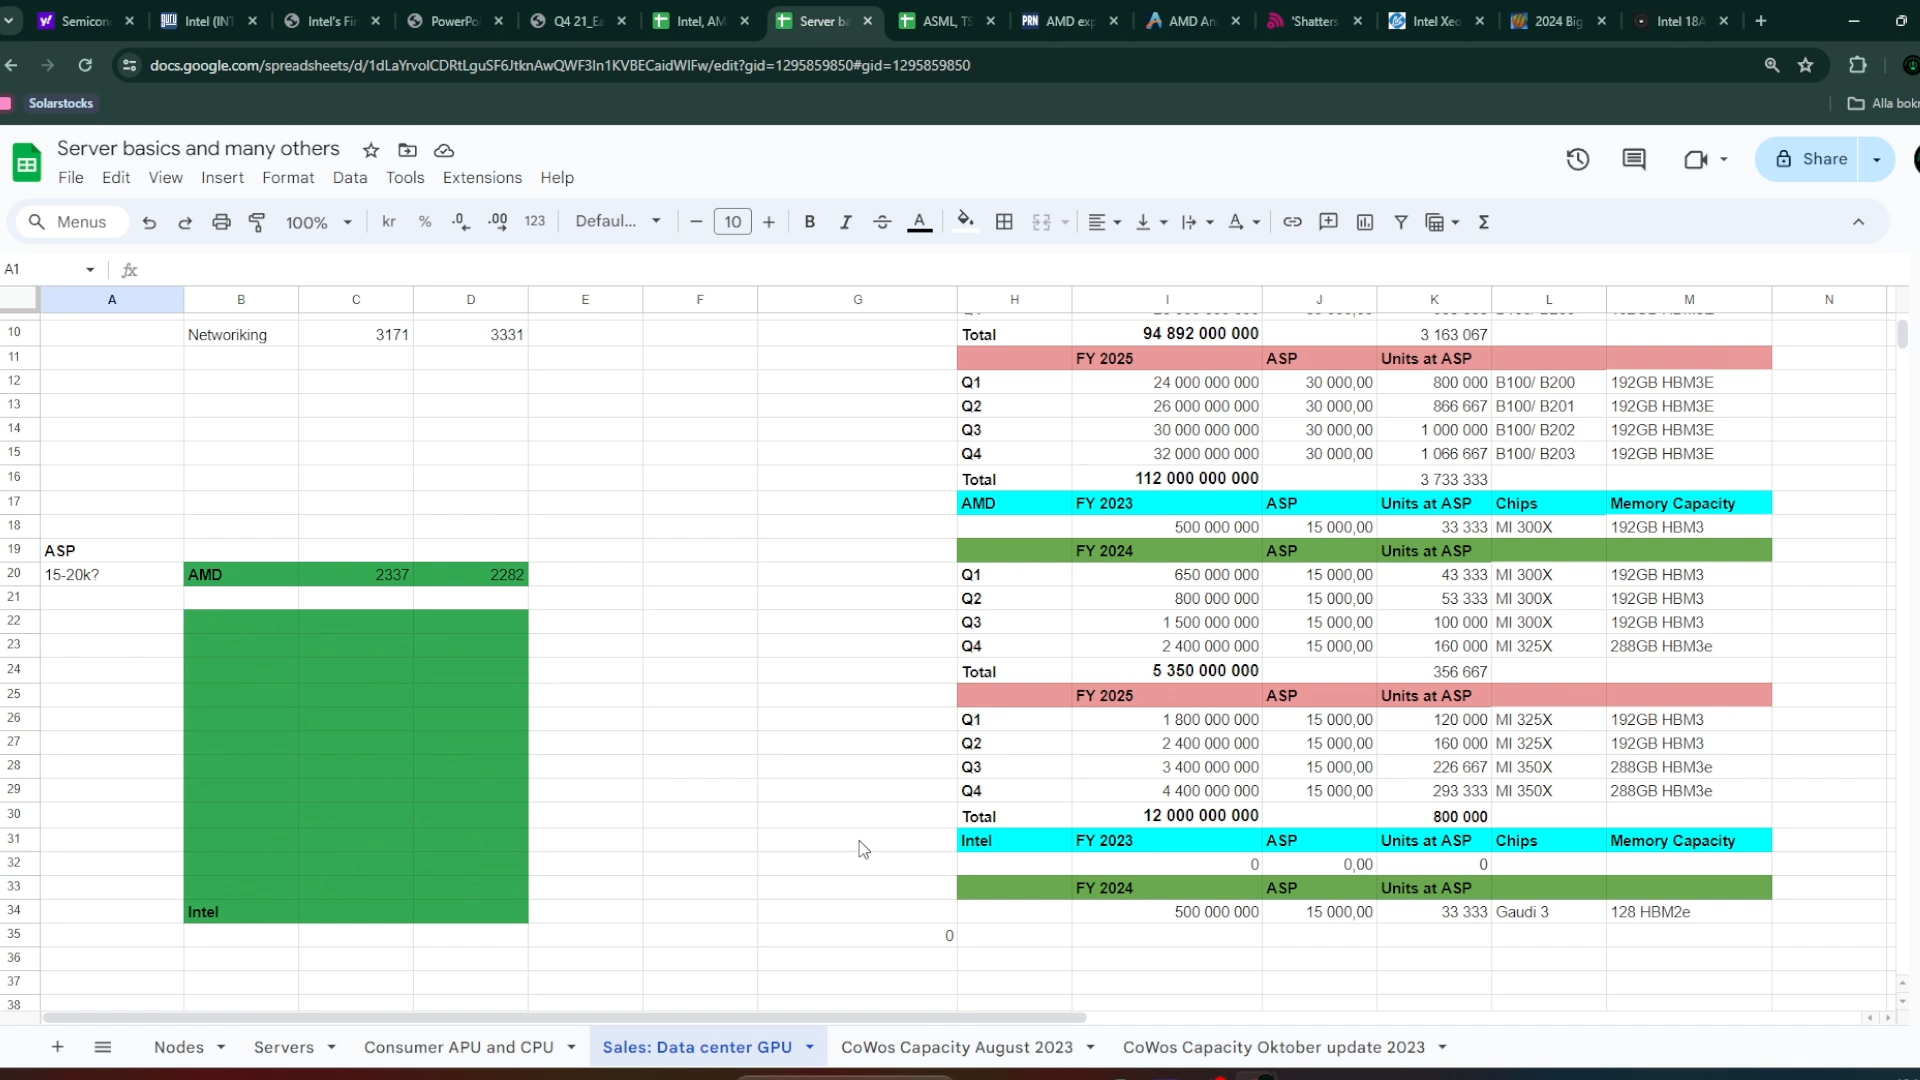 Semicon
Intel (INT
Intel's Fi
PowerPo
Q4 21_Ea
Intel, AM
Server ba
ASML, TS
PRN AMD exp
AMD An
'Shatters
Intel Xeo
2024 Big
Intel 18A
docs.google.com/spreadsheets/d/1dLaYrvolCDRtLguSF6JtknAwQWF3In1KVBECaidWIFw/edit?gid=1295859850#gid=1295859850
Solarstocks
Alla bok
Server basics and many others
File Edit View Insert Format Data Tools Extensions Help
Share
Menus 100% kr % .0 .00 123 Defaul... 10 B I A
A1 fx
A B C D E F G H I J K L M N
10 Networiking 3171 3331 Total 94 892 000 000 3 163 067
11 FY 2025 ASP Units at ASP
12 Q1 24 000 000 000 30 000,00 800 000 B100/ B200 192GB HBM3E
13 Q2 26 000 000 000 30 000,00 866 667 B100/ B201 192GB HBM3E
14 Q3 30 000 000 000 30 000,00 1 000 000 B100/ B202 192GB HBM3E
15 Q4 32 000 000 000 30 000,00 1 066 667 B100/ B203 192GB HBM3E
16 Total 112 000 000 000 3 733 333
17 AMD FY 2023 ASP Units at ASP Chips Memory Capacity
18 500 000 000 15 000,00 33 333 MI 300X 192GB HBM3
19 ASP FY 2024 ASP Units at ASP
20 15-20k? AMD 2337 2282 Q1 650 000 000 15 000,00 43 333 MI 300X 192GB HBM3
21 Q2 800 000 000 15 000,00 53 333 MI 300X 192GB HBM3
22 Q3 1 500 000 000 15 000,00 100 000 MI 300X 192GB HBM3
23 Q4 2 400 000 000 15 000,00 160 000 MI 325X 288GB HBM3e
24 Total 5 350 000 000 356 667
25 FY 2025 ASP Units at ASP
26 Q1 1 800 000 000 15 000,00 120 000 MI 325X 192GB HBM3
27 Q2 2 400 000 000 15 000,00 160 000 MI 325X 192GB HBM3
28 Q3 3 400 000 000 15 000,00 226 667 MI 350X 288GB HBM3e
29 Q4 4 400 000 000 15 000,00 293 333 MI 350X 288GB HBM3e
30 Total 12 000 000 000 800 000
31 Intel FY 2023 ASP Units at ASP Chips Memory Capacity
32 0 0,00 0
33 FY 2024 ASP Units at ASP
34 Intel 500 000 000 15 000,00 33 333 Gaudi 3 128 HBM2e
35 0
36
37
38
Nodes Servers Consumer APU and CPU Sales: Data center GPU CoWos Capacity August 2023 CoWos Capacity Oktober update 2023